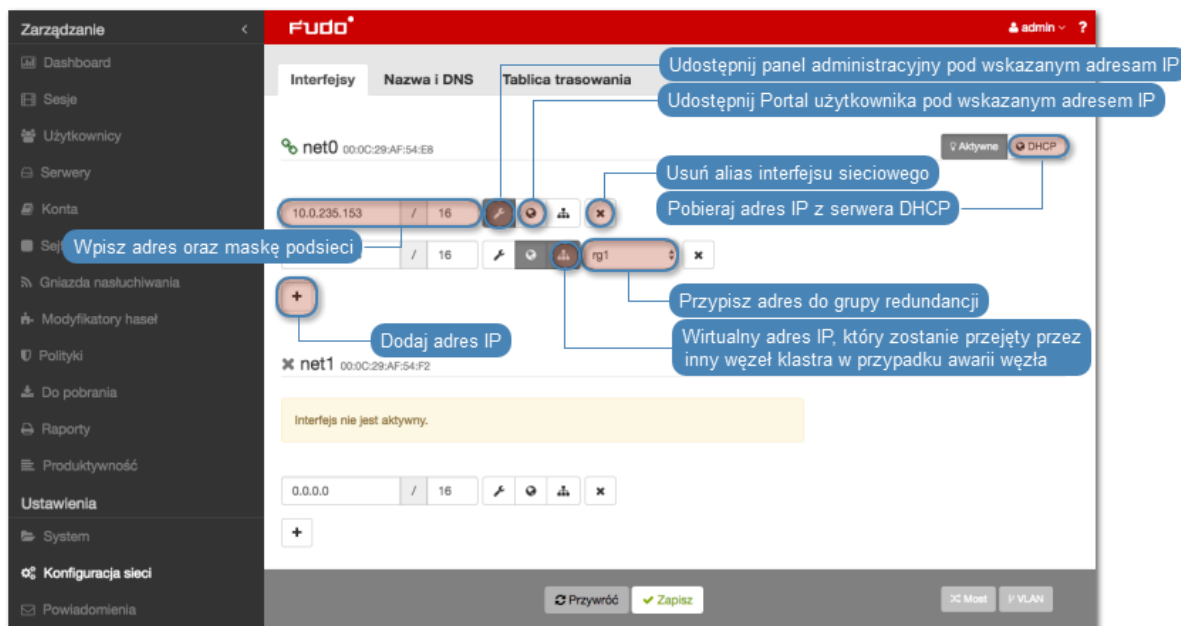 Zarządzanie <
FUDO
admin ?
Dashboard
Sesje
Użytkownicy
Serwery
Konta
Gniazda nasłuchiwania
Modyfikatory haseł
Polityki
Do pobrania
Raporty
Produktywność
Ustawienia
System
Konfiguracja sieci
Powiadomienia
Interfejsy Nazwa i DNS Tablica trasowania
Udostępnij panel administracyjny pod wskazanym adresam IP
Udostępnij Portal użytkownika pod wskazanym adresem IP
net0 00:0C:29:AF:54:E8
Aktywne DHCP
Usuń alias interfejsu sieciowego
Pobieraj adres IP z serwera DHCP
10.0.235.153 / 16
Wpisz adres oraz maskę podsieci
/ 16 rg1
Przypisz adres do grupy redundancji
+
Dodaj adres IP
Wirtualny adres IP, który zostanie przejęty przez
inny węzeł klastra w przypadku awarii węzła
net1 00:0C:29:AF:54:F2
Interfejs nie jest aktywny.
0.0.0.0 / 16
+
Przywróć Zapisz
Most VLAN